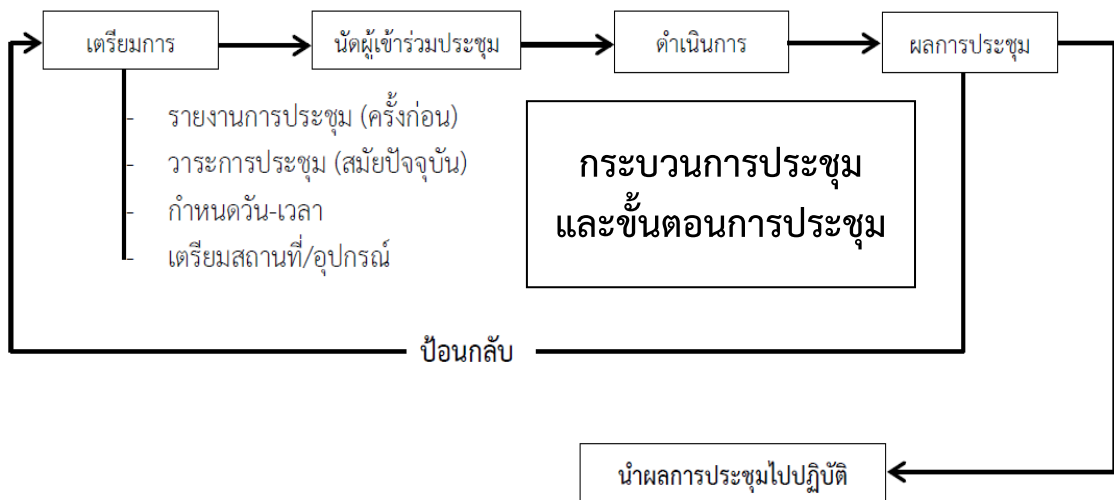 เตรียมการ
นัดผู้เข้าร่วมประชุม
ดำเนินการ
ผลการประชุม
- รายงานการประชุม (ครั้งก่อน)
- วาระการประชุม (สมัยปัจจุบัน)
- กำหนดวัน-เวลา
- เตรียมสถานที่/อุปกรณ์
กระบวนการประชุม
และขั้นตอนการประชุม
ป้อนกลับ
นำผลการประชุมไปปฏิบัติ